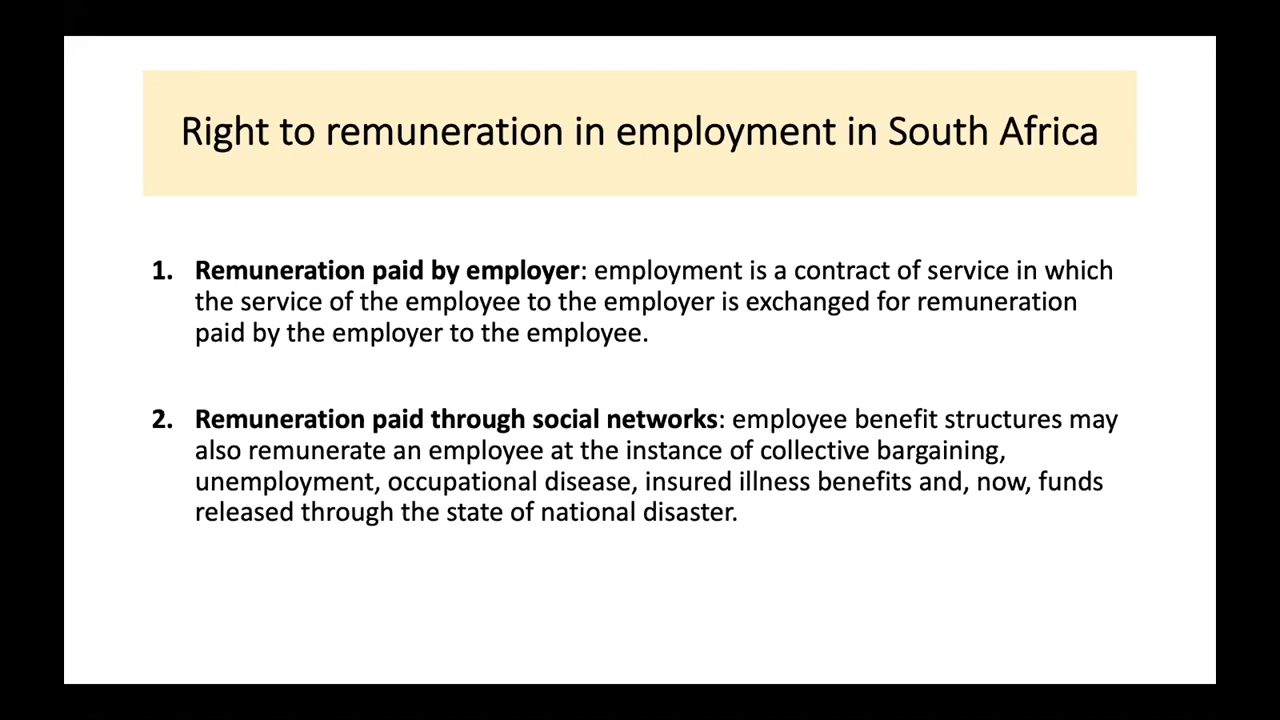 Right to remuneration in employment in South Africa
1. Remuneration paid by employer: employment is a contract of service in which
the service of the employee to the employer is exchanged for remuneration
paid by the employer to the employee.
2. Remuneration paid through social networks: employee benefit structures may
also remunerate an employee at the instance of collective bargaining,
unemployment, occupational disease, insured illness benefits and, now, funds
released through the state of national disaster.